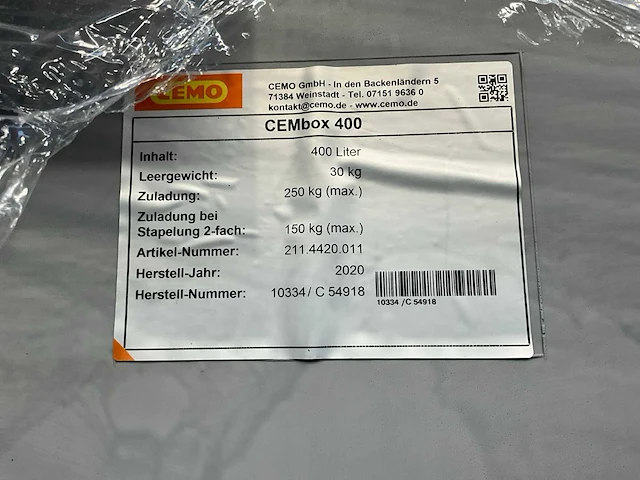 CEMO
CEMO GmbH - In den Backenländern 5
71384 Weinstadt - Tel. 07151 9636 0
kontakt@cemo.de - www.cemo.de
CEMbox 400
Inhalt: 400 Liter
Leergewicht: 30 kg
Zuladung: 250 kg (max.)
Zuladung bei
Stapelung 2-fach: 150 kg (max.)
Artikel-Nummer: 211.4420.011
Herstell-Jahr: 2020
Herstell-Nummer: 10334/ C 54918
10334 /C 54918